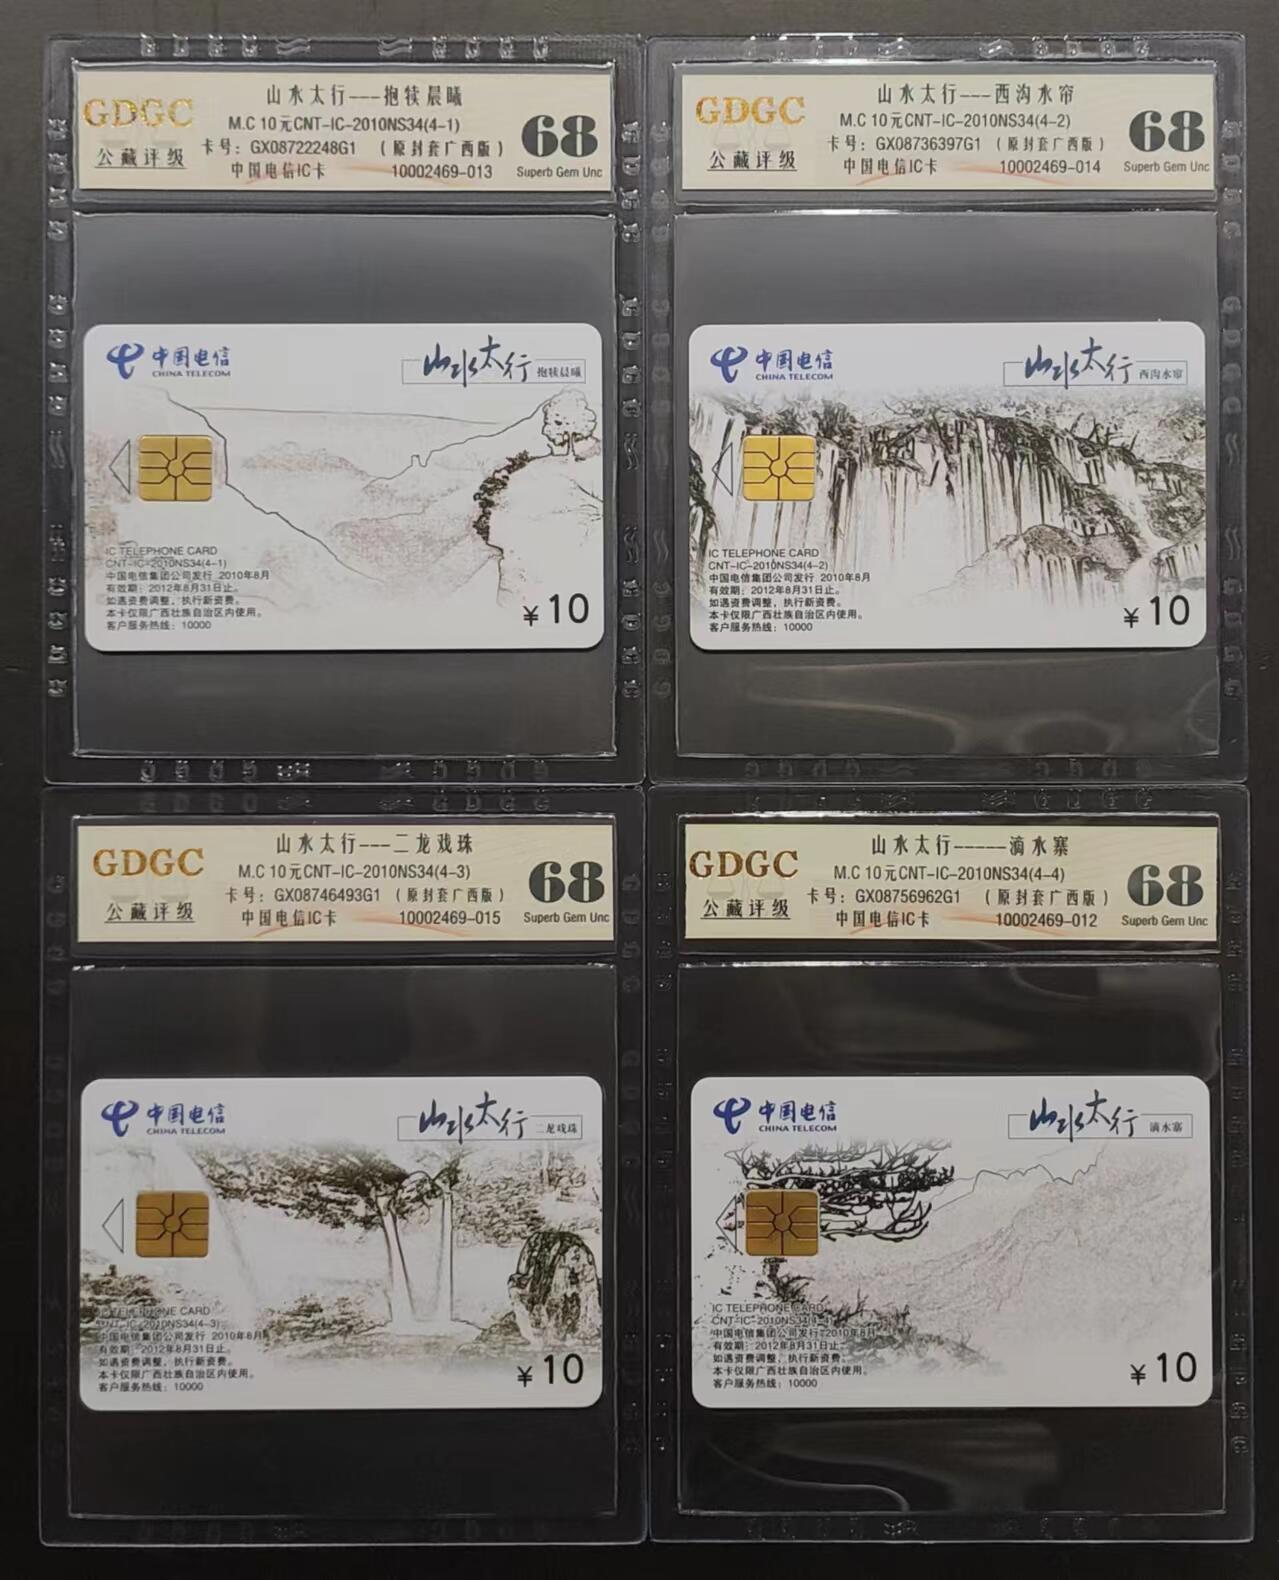 GDGC
公藏评级
山水太行---抱犊晨曦
M.C 10元CNT-IC-2010NS34(4-1)
卡号：GX08722248G1 （原封套广西版）
中国电信IC卡 10002469-013
68
Superb Gem Unc
中国电信
CHINA TELECOM
山水太行 抱犊晨曦
IC TELEPHONE CARD
CNT-IC-2010NS34(4-1)
中国电信集团公司发行 2010年8月
有效期：2012年8月31日止。
如遇资费调整，执行新资费。
本卡仅限广西壮族自治区内使用。
客户服务热线：10000
¥10
GDGC
公藏评级
山水太行---西沟水帘
M.C 10元CNT-IC-2010NS34(4-2)
卡号：GX08736397G1 （原封套广西版）
中国电信IC卡 10002469-014
68
Superb Gem Unc
中国电信
CHINA TELECOM
山水太行 西沟水帘
IC TELEPHONE CARD
CNT-IC-2010NS34(4-2)
中国电信集团公司发行 2010年8月
有效期：2012年8月31日止。
如遇资费调整，执行新资费。
本卡仅限广西壮族自治区内使用。
客户服务热线：10000
¥10
GDGC
公藏评级
山水太行---二龙戏珠
M.C 10元CNT-IC-2010NS34(4-3)
卡号：GX08746493G1 （原封套广西版）
中国电信IC卡 10002469-015
68
Superb Gem Unc
中国电信
CHINA TELECOM
山水太行 二龙戏珠
IC TELEPHONE CARD
CNT-IC-2010NS34(4-3)
中国电信集团公司发行 2010年8月
有效期：2012年8月31日止。
如遇资费调整，执行新资费。
本卡仅限广西壮族自治区内使用。
客户服务热线：10000
¥10
GDGC
公藏评级
山水太行-----滴水寨
M.C 10元CNT-IC-2010NS34(4-4)
卡号：GX08756962G1 （原封套广西版）
中国电信IC卡 10002469-012
68
Superb Gem Unc
中国电信
CHINA TELECOM
山水太行 滴水寨
IC TELEPHONE CARD
CNT-IC-2010NS34(4-4)
中国电信集团公司发行 2010年8月
有效期：2012年8月31日止。
如遇资费调整，执行新资费。
本卡仅限广西壮族自治区内使用。
客户服务热线：10000
¥10